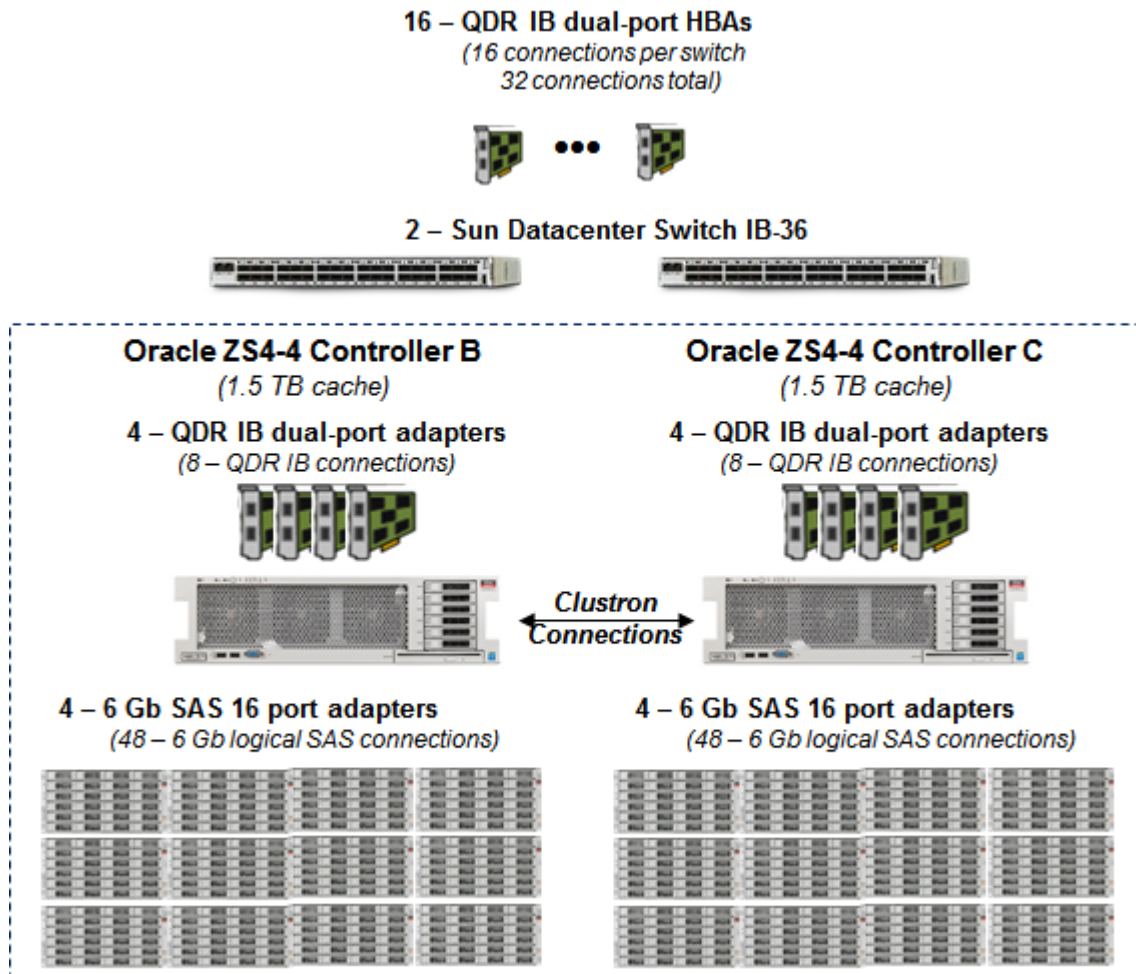 16 – QDR IB dual-port HBAs
(16 connections per switch
32 connections total)
•••
2 – Sun Datacenter Switch IB-36
Oracle ZS4-4 Controller B
(1.5 TB cache)
4 – QDR IB dual-port adapters
(8 – QDR IB connections)
Oracle ZS4-4 Controller C
(1.5 TB cache)
4 – QDR IB dual-port adapters
(8 – QDR IB connections)
Clustron
Connections
4 – 6 Gb SAS 16 port adapters
(48 – 6 Gb logical SAS connections)
4 – 6 Gb SAS 16 port adapters
(48 – 6 Gb logical SAS connections)